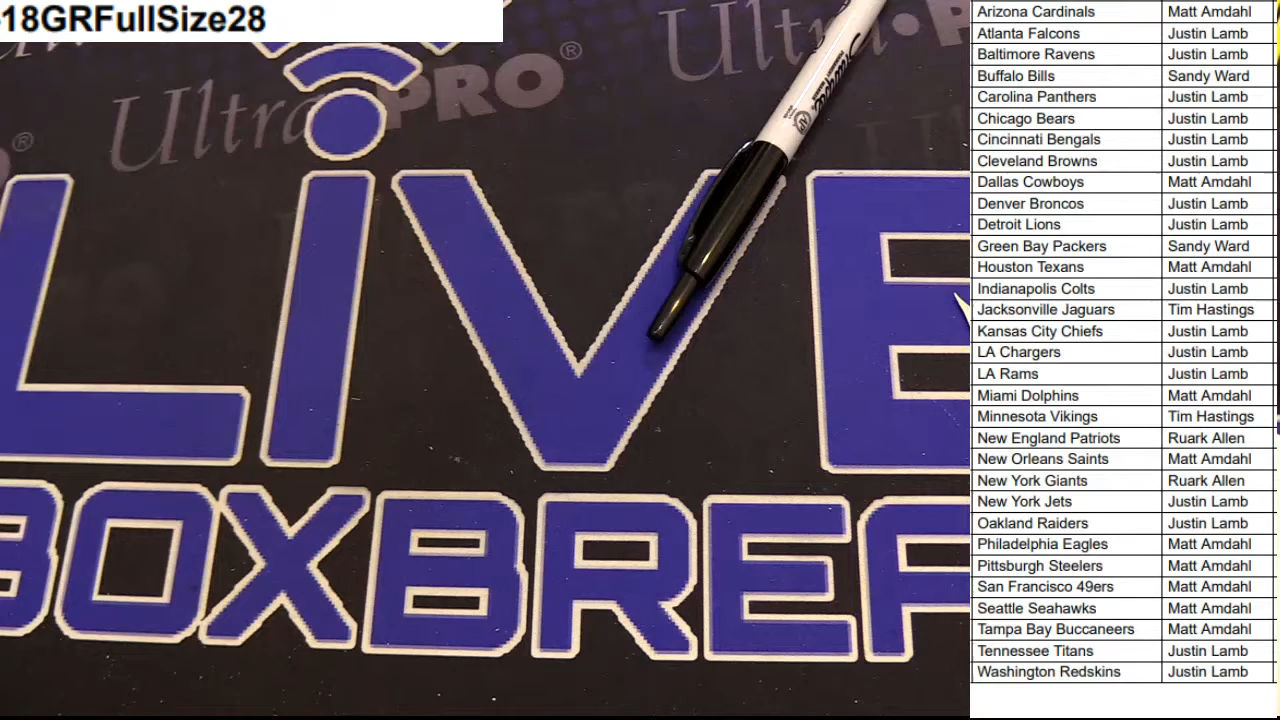 -18GRFullSize28
Ultra PRO®
Ultra
LIVE
BOXBREA
Arizona Cardinals Matt Amdahl
Atlanta Falcons Justin Lamb
Baltimore Ravens Justin Lamb
Buffalo Bills Sandy Ward
Carolina Panthers Justin Lamb
Chicago Bears Justin Lamb
Cincinnati Bengals Justin Lamb
Cleveland Browns Justin Lamb
Dallas Cowboys Matt Amdahl
Denver Broncos Justin Lamb
Detroit Lions Justin Lamb
Green Bay Packers Sandy Ward
Houston Texans Matt Amdahl
Indianapolis Colts Justin Lamb
Jacksonville Jaguars Tim Hastings
Kansas City Chiefs Justin Lamb
LA Chargers Justin Lamb
LA Rams Justin Lamb
Miami Dolphins Matt Amdahl
Minnesota Vikings Tim Hastings
New England Patriots Ruark Allen
New Orleans Saints Matt Amdahl
New York Giants Ruark Allen
New York Jets Justin Lamb
Oakland Raiders Justin Lamb
Philadelphia Eagles Matt Amdahl
Pittsburgh Steelers Matt Amdahl
San Francisco 49ers Matt Amdahl
Seattle Seahawks Matt Amdahl
Tampa Bay Buccaneers Matt Amdahl
Tennessee Titans Justin Lamb
Washington Redskins Justin Lamb